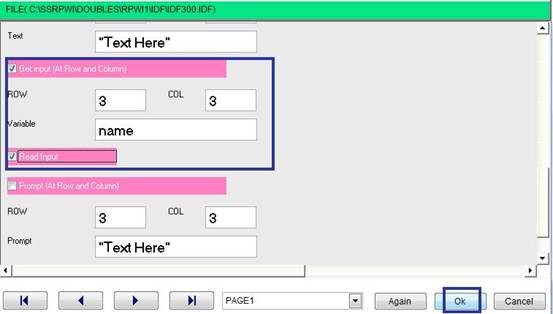 FILE( C:\SSRPWI\DOUBLES\RPWI1\IDF\IDF300.IDF)
Text "Text Here"
Get input (At Row and Column)
ROW 3 COL 3
Variable name
Read Input
Prompt (At Row and Column)
ROW 3 COL 3
Prompt "Text Here"
PAGE1 Again Ok Cancel